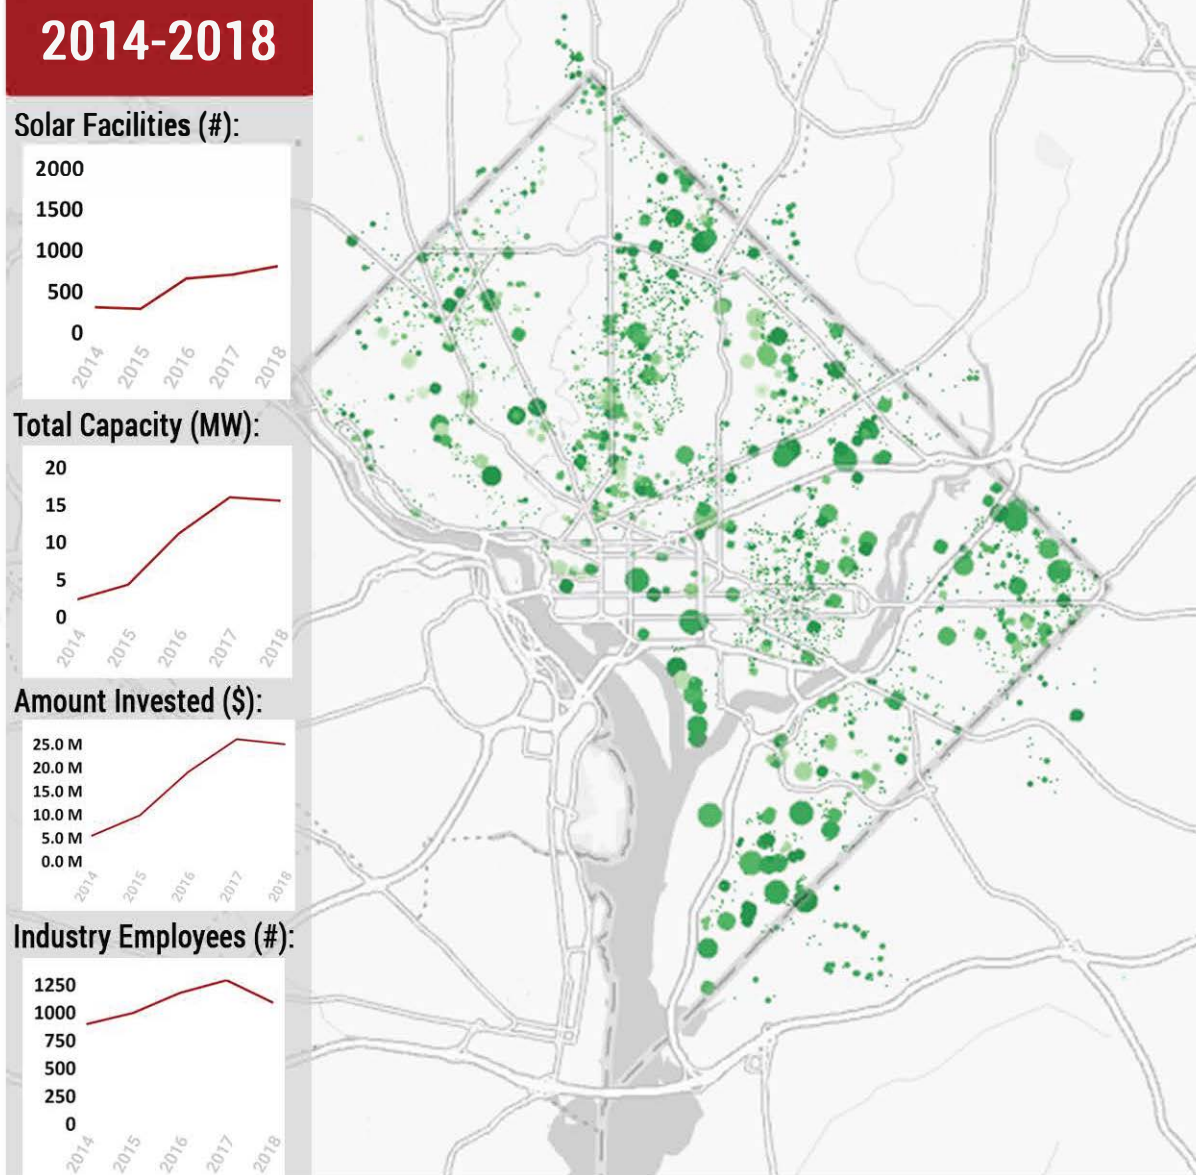 2014-2018
Solar Facilities (#):
2000
1500
1000
500
0
2014 2015 2016 2017 2018
Total Capacity (MW):
20
15
10
5
0
2014 2015 2016 2017 2018
Amount Invested ($):
25.0 M
20.0 M
15.0 M
10.0 M
5.0 M
0.0 M
2014 2015 2016 2017 2018
Industry Employees (#):
1250
1000
750
500
250
0
2014 2015 2016 2017 2018